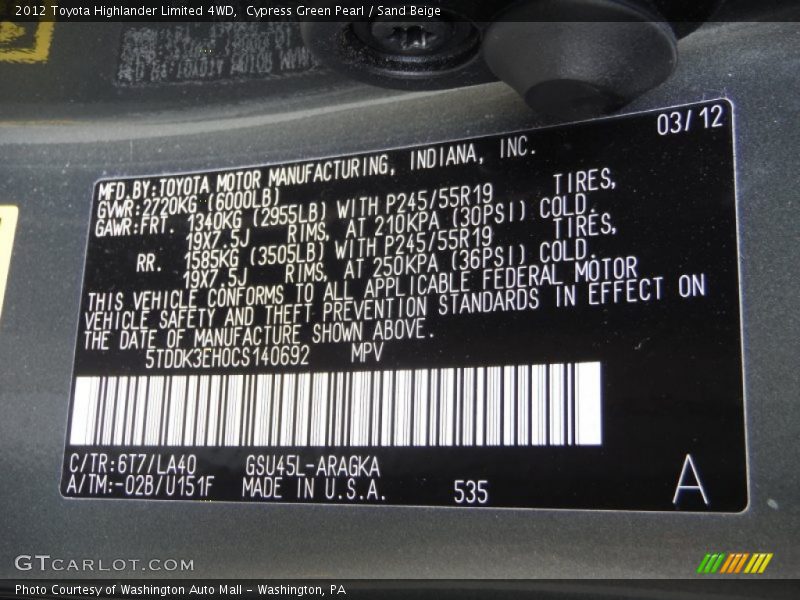 2012 Toyota Highlander Limited 4WD,  Cypress Green Pearl / Sand Beige
03/12
MFD.BY:TOYOTA MOTOR MANUFACTURING, INDIANA, INC.
GVWR:2720KG (6000LB)
GAWR:FRT. 1340KG (2955LB) WITH P245/55R19 TIRES,
19X7.5J RIMS, AT 210KPA (30PSI) COLD.
RR. 1585KG (3505LB) WITH P245/55R19 TIRES,
19X7.5J RIMS, AT 250KPA (36PSI) COLD.
THIS VEHICLE CONFORMS TO ALL APPLICABLE FEDERAL MOTOR
VEHICLE SAFETY AND THEFT PREVENTION STANDARDS IN EFFECT ON
THE DATE OF MANUFACTURE SHOWN ABOVE.
5TDDK3EH0CS140692 MPV
C/TR:6T7/LA40 GSU45L-ARAGKA
A/TM:-02B/U151F MADE IN U.S.A. 535 A
GTCARLOT.COM
Photo Courtesy of Washington Auto Mall - Washington, PA